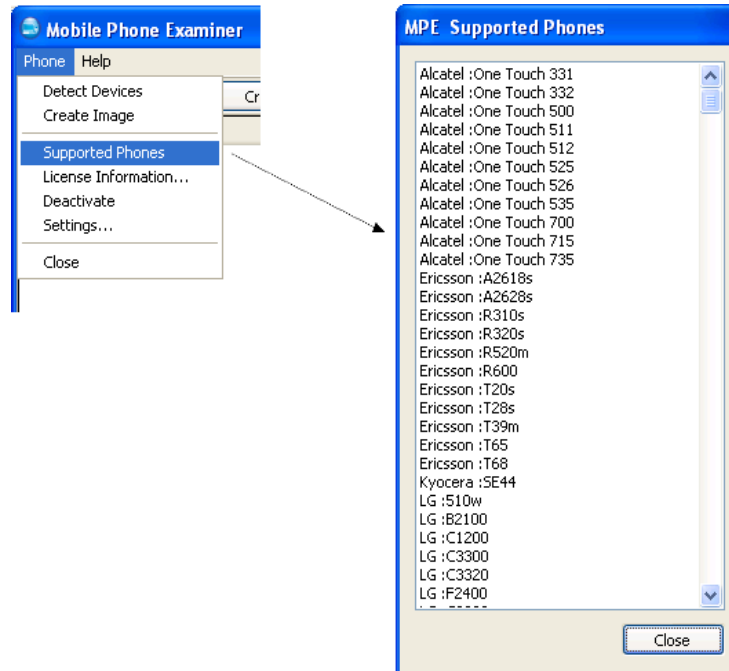 Mobile Phone Examiner
Phone Help
Detect Devices
Cr
Create Image
Supported Phones
License Information...
Deactivate
Settings...
Close
MPE Supported Phones
Alcatel :One Touch 331
Alcatel :One Touch 332
Alcatel :One Touch 500
Alcatel :One Touch 511
Alcatel :One Touch 512
Alcatel :One Touch 525
Alcatel :One Touch 526
Alcatel :One Touch 535
Alcatel :One Touch 700
Alcatel :One Touch 715
Alcatel :One Touch 735
Ericsson :A2618s
Ericsson :A2628s
Ericsson :R310s
Ericsson :R320s
Ericsson :R520m
Ericsson :R600
Ericsson :T20s
Ericsson :T28s
Ericsson :T39m
Ericsson :T65
Ericsson :T68
Kyocera :SE44
LG :510w
LG :B2100
LG :C1200
LG :C3300
LG :C3320
LG :F2400
Close